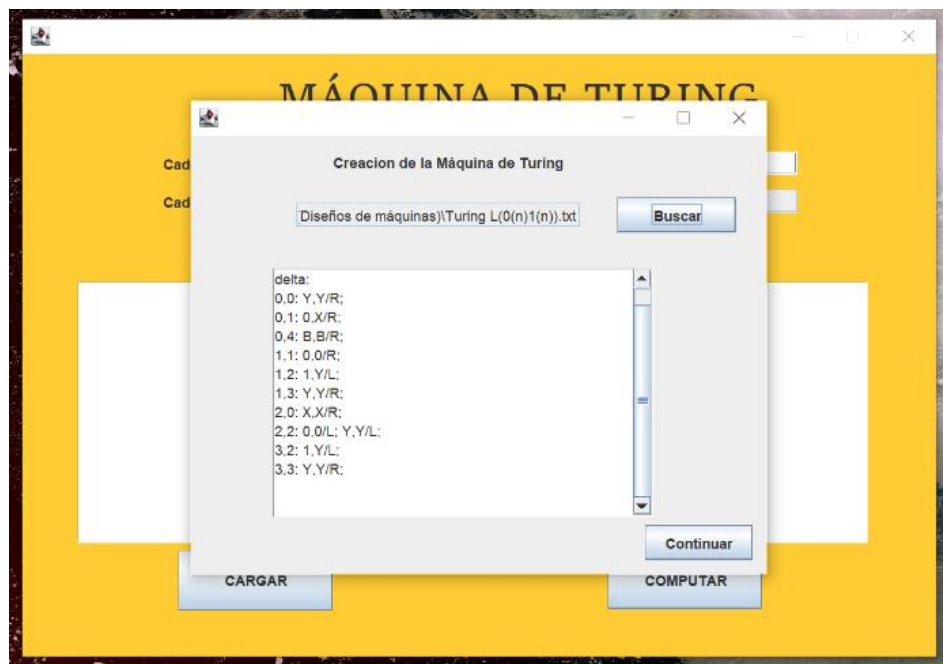 MÁQUINA DE TURING
Cad
Cad
Creacion de la Máquina de Turing
Diseños de máquinas)\Turing L(0(n)1(n)).txt
Buscar
delta:
0,0: Y,Y/R;
0,1: 0,X/R;
0,4: B,B/R;
1,1: 0,0/R;
1,2: 1,Y/L;
1,3: Y,Y/R;
2,0: X,X/R;
2,2: 0,0/L; Y,Y/L;
3,2: 1,Y/L;
3,3: Y,Y/R;
Continuar
CARGAR
COMPUTAR